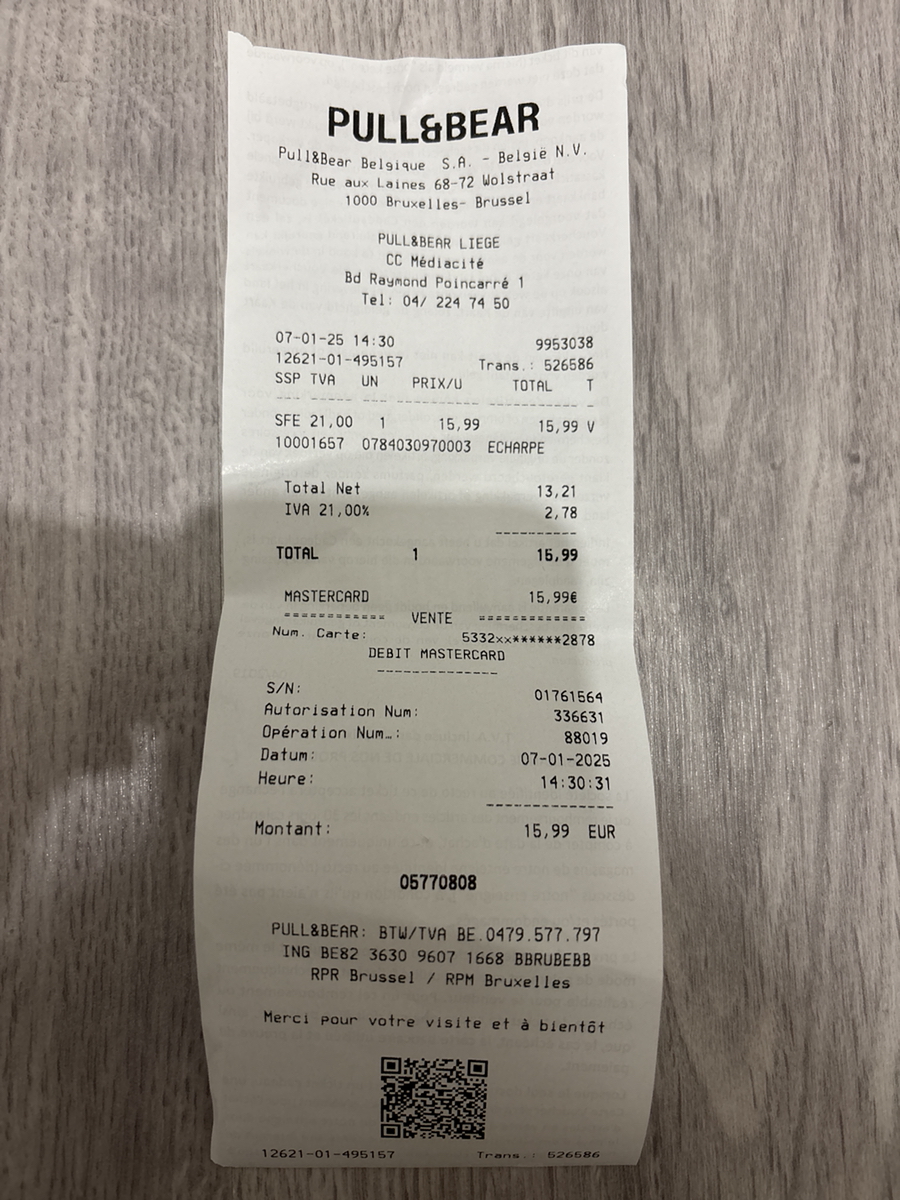 PULL&BEAR
Pull&Bear Belgique S.A. - België N.V.
Rue aux Laines 68-72 Wolstraat
1000 Bruxelles- Brussel
PULL&BEAR LIEGE
CC Médiacité
Bd Raymond Poincarré 1
Tel: 04/ 224 74 50
07-01-25 14:30 9953038
12621-01-495157 Trans.: 526586
SSP TVA UN PRIX/U TOTAL T
--- ----- --- ---------- ---------- -
SFE 21,00 1 15,99 15,99 V
10001657 0784030970003 ECHARPE
Total Net 13,21
IVA 21,00% 2,78
----------
TOTAL 1 15,99
MASTERCARD 15,99€
============ VENTE ============
Num. Carte: 5332xx******2878
DEBIT MASTERCARD
--------------
S/N: 01761564
Autorisation Num: 336631
Opération Num…: 88019
Datum: 07-01-2025
Heure: 14:30:31
---------------
Montant: 15,99 EUR
05770808
PULL&BEAR: BTW/TVA BE.0479.577.797
ING BE82 3630 9607 1668 BBRUBEBB
RPR Brussel / RPM Bruxelles
Merci pour votre visite et à bientôt
12621-01-495157 Trans.: 526586